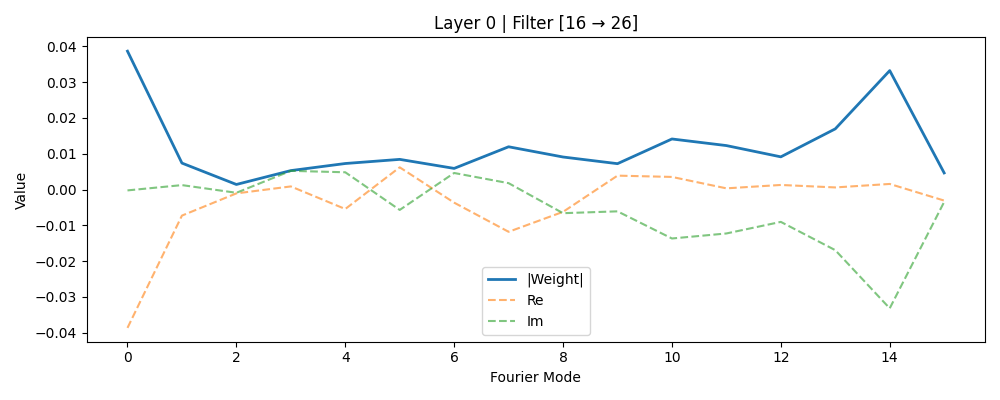 Layer 0 | Filter [16 → 26]
Value
0.04
0.03
0.02
0.01
0.00
−0.01
−0.02
−0.03
−0.04
|Weight|
Re
Im
0 2 4 6 8 10 12 14
Fourier Mode